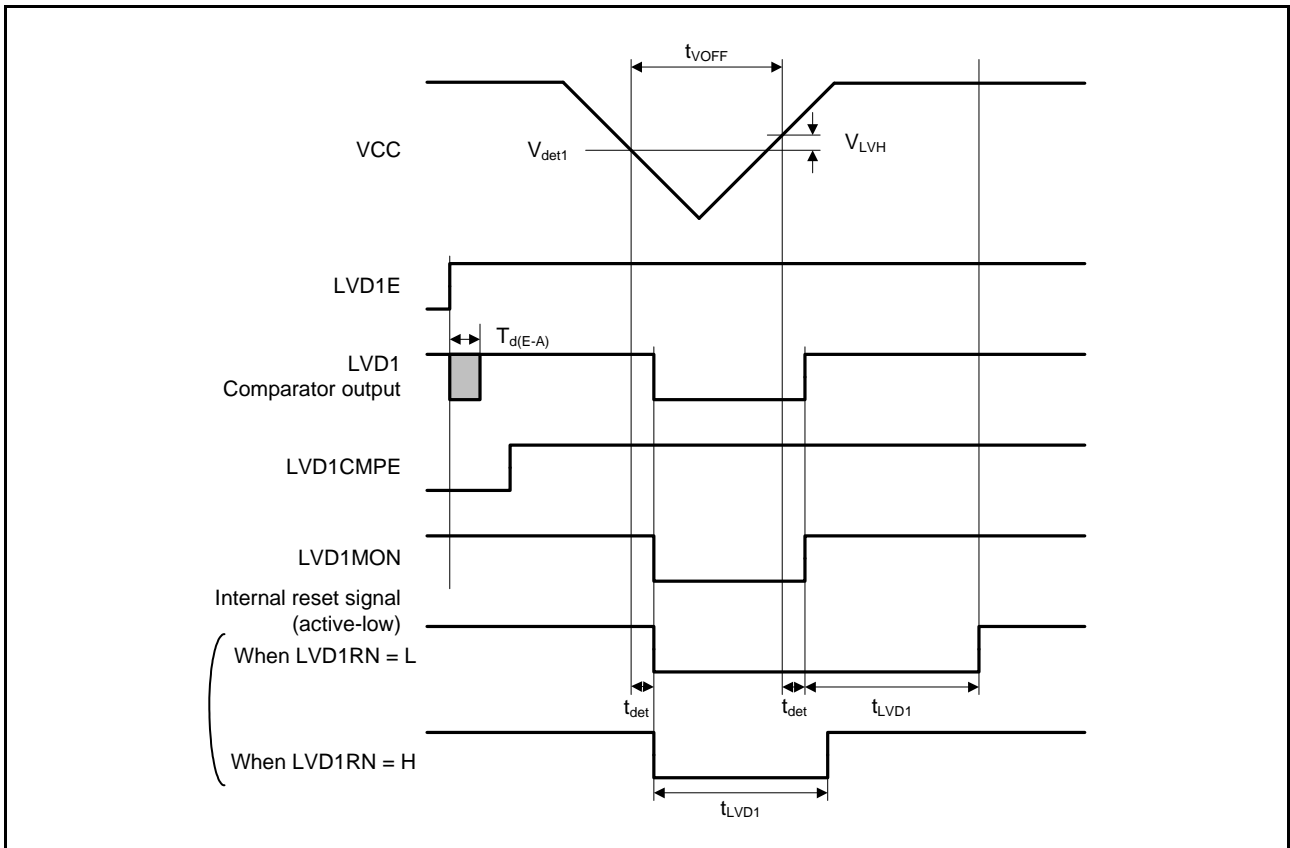 tVOFF
VCC
Vdet1
VLVH
LVD1E
Td(E-A)
LVD1
Comparator output
LVD1CMPE
LVD1MON
Internal reset signal
(active-low)
When LVD1RN = L
tdet
tdet
tLVD1
When LVD1RN = H
tLVD1